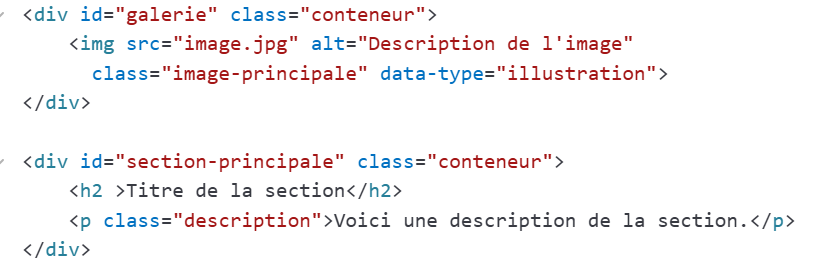 <div id="galerie" class="conteneur">
    <img src="image.jpg" alt="Description de l'image"
      class="image-principale" data-type="illustration">
</div>

<div id="section-principale" class="conteneur">
    <h2 >Titre de la section</h2>
    <p class="description">Voici une description de la section.</p>
</div>